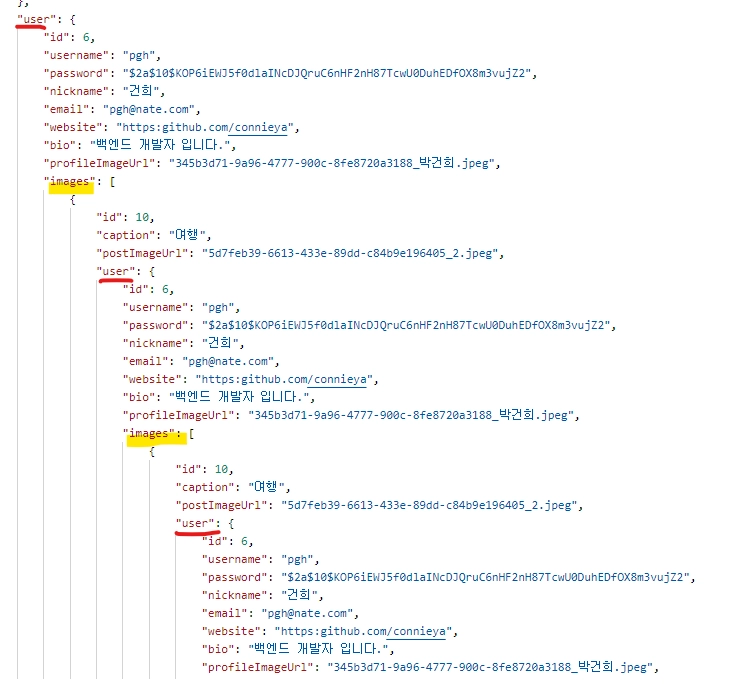 },
"user": {
"id": 6,
"username": "pgh",
"password": "$2a$10$KOP6iEWJ5f0dlaINcDJQruC6nHF2nH87TcwU0DuhEDfOX8m3vujZ2",
"nickname": "건희",
"email": "pgh@nate.com",
"website": "https:github.com/connieya",
"bio": "백엔드 개발자 입니다.",
"profileImageUrl": "345b3d71-9a96-4777-900c-8fe8720a3188_박건희.jpeg",
"images": [
{
"id": 10,
"caption": "여행",
"postImageUrl": "5d7feb39-6613-433e-89dd-c84b9e196405_2.jpeg",
"user": {
"id": 6,
"username": "pgh",
"password": "$2a$10$KOP6iEWJ5f0dlaINcDJQruC6nHF2nH87TcwU0DuhEDfOX8m3vujZ2",
"nickname": "건희",
"email": "pgh@nate.com",
"website": "https:github.com/connieya",
"bio": "백엔드 개발자 입니다.",
"profileImageUrl": "345b3d71-9a96-4777-900c-8fe8720a3188_박건희.jpeg",
"images": [
{
"id": 10,
"caption": "여행",
"postImageUrl": "5d7feb39-6613-433e-89dd-c84b9e196405_2.jpeg",
"user": {
"id": 6,
"username": "pgh",
"password": "$2a$10$KOP6iEWJ5f0dlaINcDJQruC6nHF2nH87TcwU0DuhEDfOX8m3vujZ2",
"nickname": "건희",
"email": "pgh@nate.com",
"website": "https:github.com/connieya",
"bio": "백엔드 개발자 입니다.",
"profileImageUrl": "345b3d71-9a96-4777-900c-8fe8720a3188_박건희.jpeg",